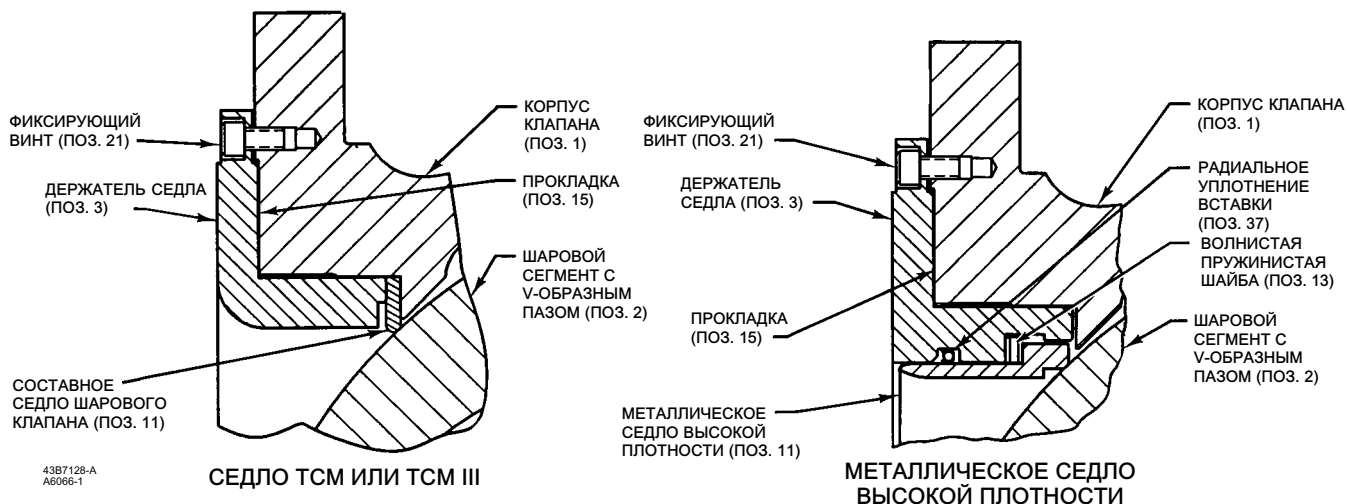 ФИКСИРУЮЩИЙ
ВИНТ (ПОЗ. 21)
ДЕРЖАТЕЛЬ СЕДЛА
(ПОЗ. 3)
СОСТАВНОЕ
СЕДЛО ШАРОВОГО
КЛАПАНА (ПОЗ. 11)
КОРПУС
КЛАПАНА
(ПОЗ. 1)
ПРОКЛАДКА
(ПОЗ. 15)
ШАРОВОЙ
СЕГМЕНТ С
V-ОБРАЗНЫМ
ПАЗОМ (ПОЗ. 2)
43B7128-A
A6066-1
СЕДЛО ТСМ ИЛИ ТСМ III
ФИКСИРУЮЩИЙ
ВИНТ (ПОЗ. 21)
ДЕРЖАТЕЛЬ
СЕДЛА (ПОЗ. 3)
ПРОКЛАДКА
(ПОЗ. 15)
МЕТАЛЛИЧЕСКОЕ
СЕДЛО ВЫСОКОЙ
ПЛОТНОСТИ (ПОЗ. 11)
КОРПУС КЛАПАНА
(ПОЗ. 1)
РАДИАЛЬНОЕ
УПЛОТНЕНИЕ
ВСТАВКИ
(ПОЗ. 37)
ВОЛНИСТАЯ
ПРУЖИНИСТАЯ
ШАЙБА (ПОЗ. 13)
ШАРОВОЙ
СЕГМЕНТ С
V-ОБРАЗНЫМ
ПАЗОМ (ПОЗ. 2)
МЕТАЛЛИЧЕСКОЕ СЕДЛО
ВЫСОКОЙ ПЛОТНОСТИ